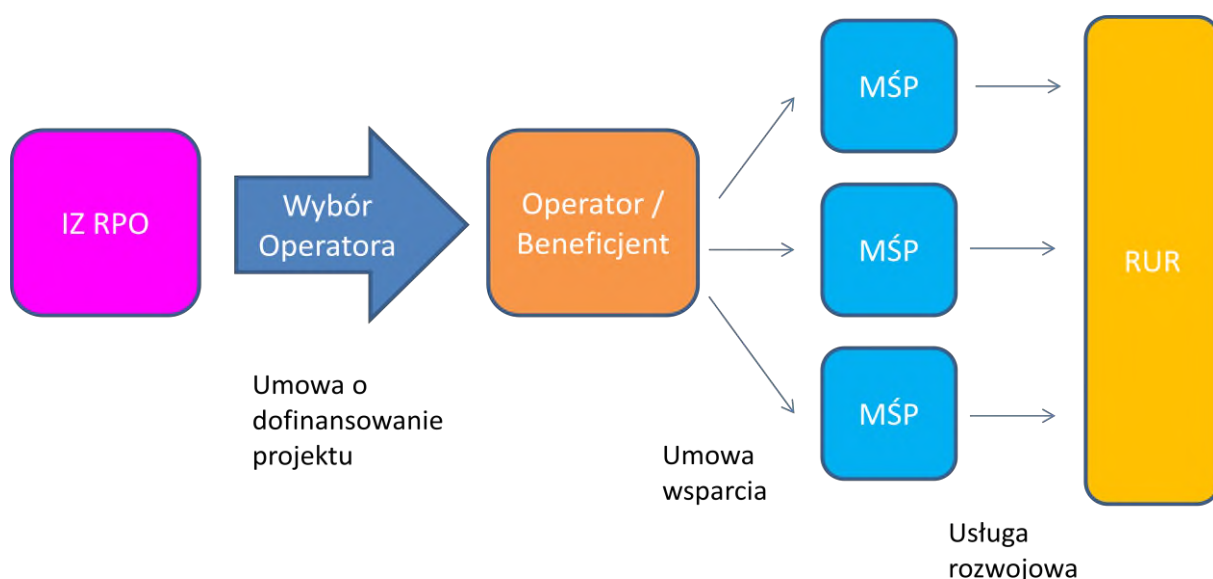 IZ RPO
Wybór
Operatora
Umowa o
dofinansowanie
projektu
Operator /
Beneficjent
Umowa
wsparcia
MŚP
MŚP
MŚP
Usługa
rozwojowa
RUR